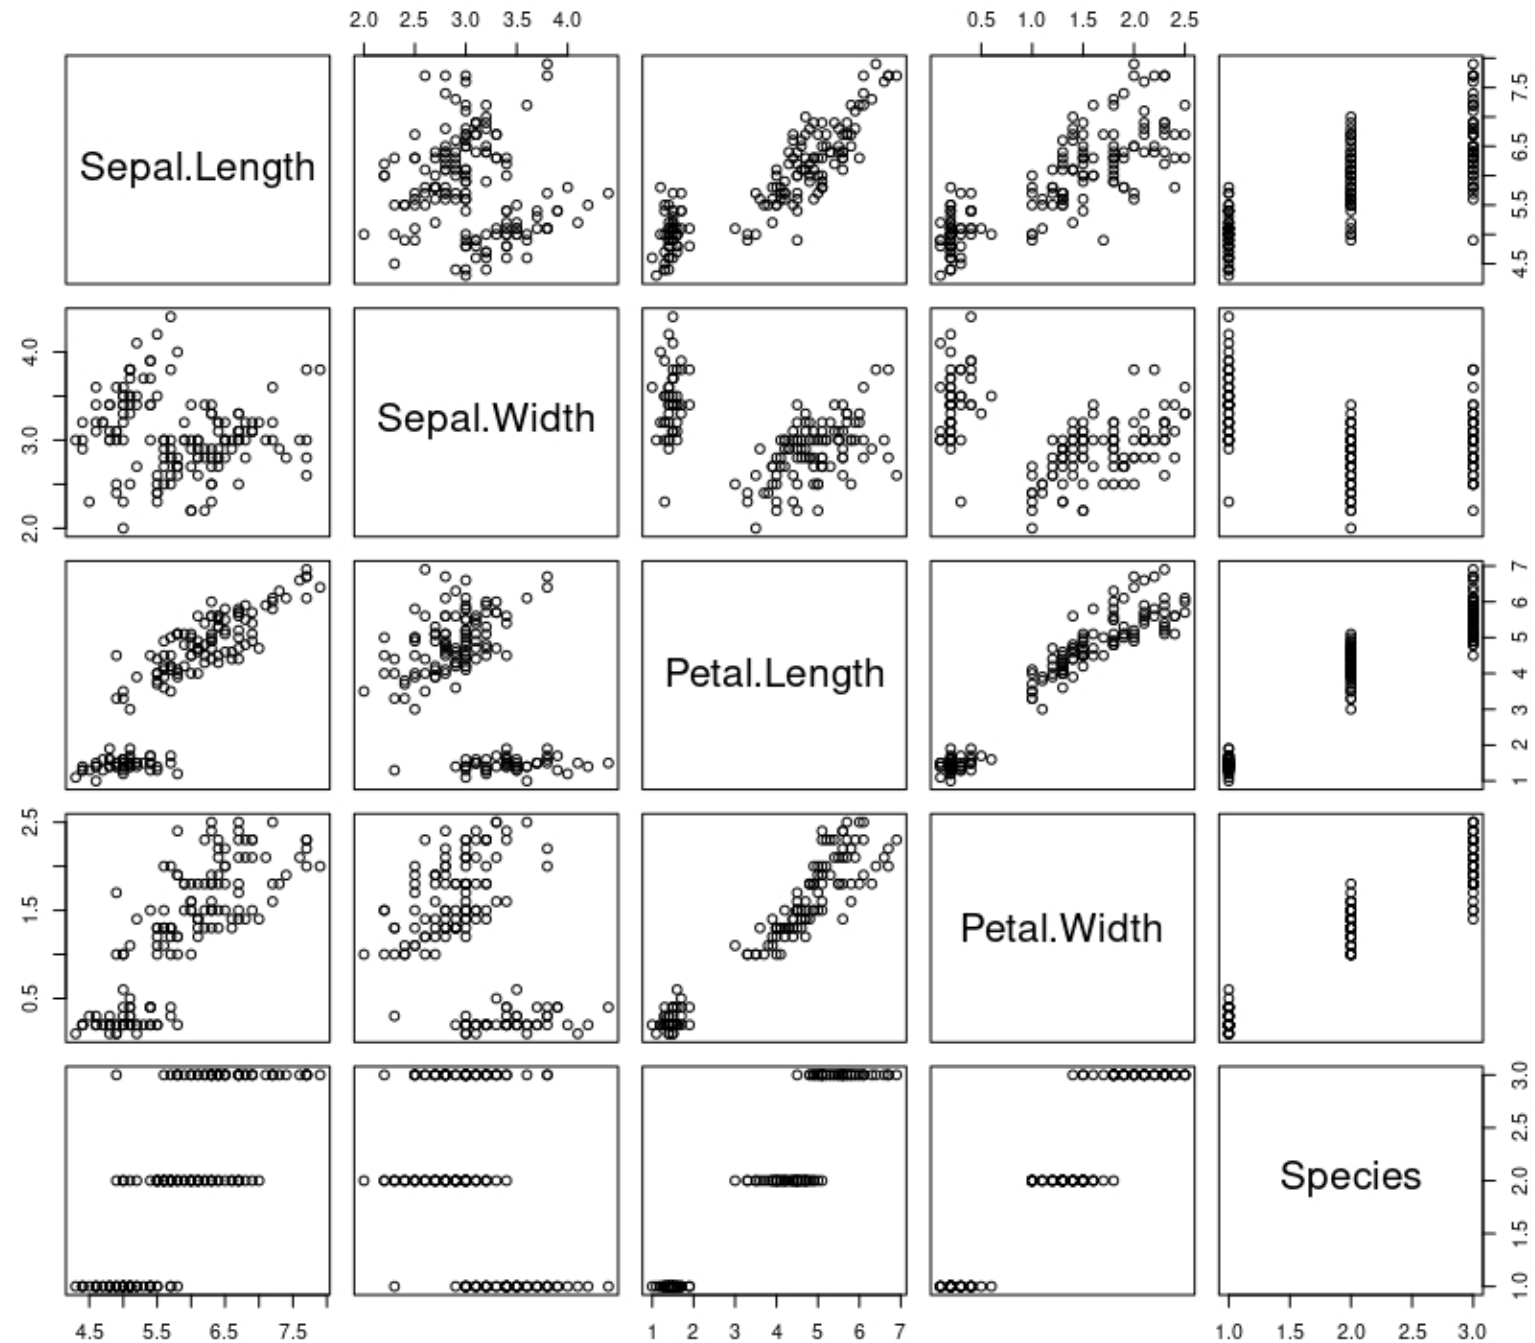 2.0 2.5 3.0 3.5 4.0 0.5 1.0 1.5 2.0 2.5
Sepal.Length
4.5 5.5 6.5 7.5
2.0 3.0 4.0
Sepal.Width
Petal.Length
1 2 3 4 5 6 7
0.5 1.5 2.5
Petal.Width
Species
1.0 1.5 2.0 2.5 3.0
4.5 5.5 6.5 7.5 1 2 3 4 5 6 7 1.0 1.5 2.0 2.5 3.0